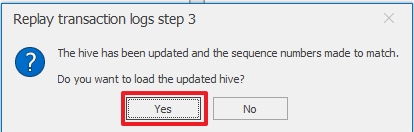 Replay transaction logs step 3
The hive has been updated and the sequence numbers made to match.
Do you want to load the updated hive?
Yes No